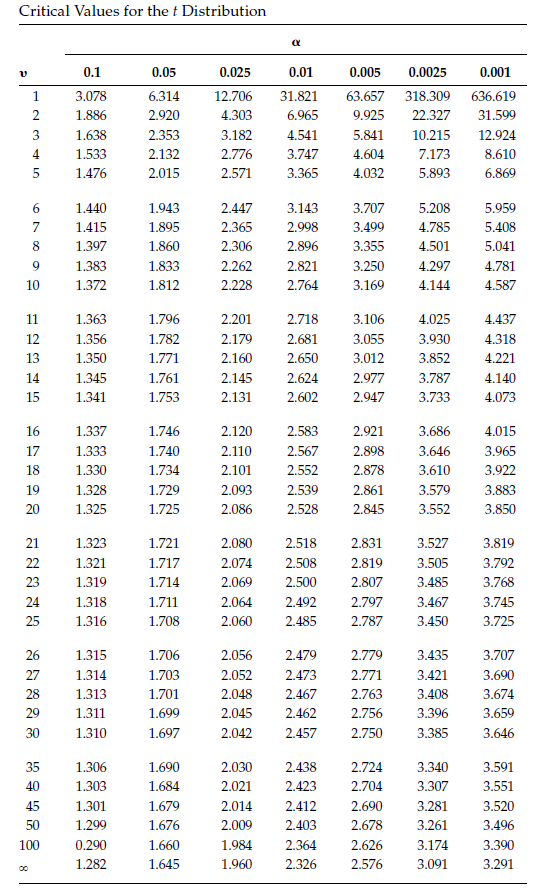 Critical Values for the t Distribution
α
υ 0.1 0.05 0.025 0.01 0.005 0.0025 0.001
1 3.078 6.314 12.706 31.821 63.657 318.309 636.619
2 1.886 2.920 4.303 6.965 9.925 22.327 31.599
3 1.638 2.353 3.182 4.541 5.841 10.215 12.924
4 1.533 2.132 2.776 3.747 4.604 7.173 8.610
5 1.476 2.015 2.571 3.365 4.032 5.893 6.869
6 1.440 1.943 2.447 3.143 3.707 5.208 5.959
7 1.415 1.895 2.365 2.998 3.499 4.785 5.408
8 1.397 1.860 2.306 2.896 3.355 4.501 5.041
9 1.383 1.833 2.262 2.821 3.250 4.297 4.781
10 1.372 1.812 2.228 2.764 3.169 4.144 4.587
11 1.363 1.796 2.201 2.718 3.106 4.025 4.437
12 1.356 1.782 2.179 2.681 3.055 3.930 4.318
13 1.350 1.771 2.160 2.650 3.012 3.852 4.221
14 1.345 1.761 2.145 2.624 2.977 3.787 4.140
15 1.341 1.753 2.131 2.602 2.947 3.733 4.073
16 1.337 1.746 2.120 2.583 2.921 3.686 4.015
17 1.333 1.740 2.110 2.567 2.898 3.646 3.965
18 1.330 1.734 2.101 2.552 2.878 3.610 3.922
19 1.328 1.729 2.093 2.539 2.861 3.579 3.883
20 1.325 1.725 2.086 2.528 2.845 3.552 3.850
21 1.323 1.721 2.080 2.518 2.831 3.527 3.819
22 1.321 1.717 2.074 2.508 2.819 3.505 3.792
23 1.319 1.714 2.069 2.500 2.807 3.485 3.768
24 1.318 1.711 2.064 2.492 2.797 3.467 3.745
25 1.316 1.708 2.060 2.485 2.787 3.450 3.725
26 1.315 1.706 2.056 2.479 2.779 3.435 3.707
27 1.314 1.703 2.052 2.473 2.771 3.421 3.690
28 1.313 1.701 2.048 2.467 2.763 3.408 3.674
29 1.311 1.699 2.045 2.462 2.756 3.396 3.659
30 1.310 1.697 2.042 2.457 2.750 3.385 3.646
35 1.306 1.690 2.030 2.438 2.724 3.340 3.591
40 1.303 1.684 2.021 2.423 2.704 3.307 3.551
45 1.301 1.679 2.014 2.412 2.690 3.281 3.520
50 1.299 1.676 2.009 2.403 2.678 3.261 3.496
100 0.290 1.660 1.984 2.364 2.626 3.174 3.390
∞ 1.282 1.645 1.960 2.326 2.576 3.091 3.291